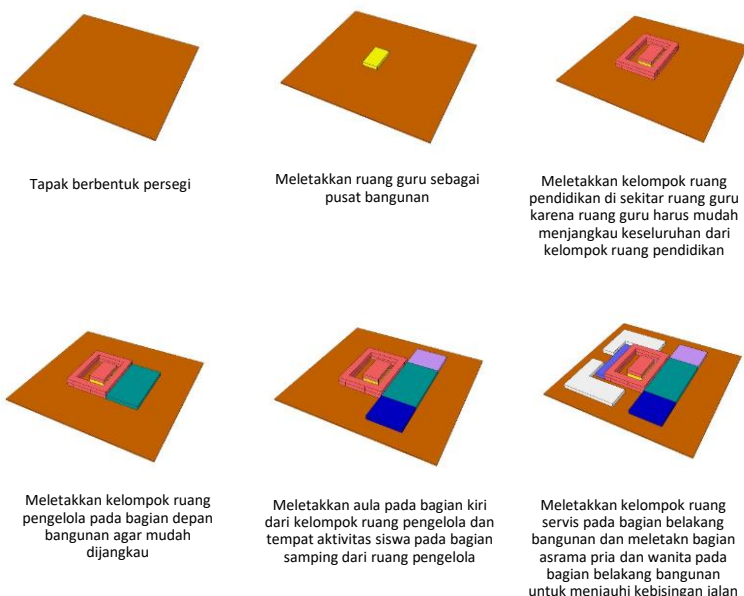 Tapak berbentuk persegi
Meletakkan ruang guru sebagai
pusat bangunan
Meletakkan kelompok ruang
pendidikan di sekitar ruang guru
karena ruang guru harus mudah
menjangkau keseluruhan dari
kelompok ruang pendidikan
Meletakkan kelompok ruang
pengelola pada bagian depan
bangunan agar mudah
dijangkau
Meletakkan aula pada bagian kiri
dari kelompok ruang pengelola dan
tempat aktivitas siswa pada bagian
samping dari ruang pengelola
Meletakkan kelompok ruang
servis pada bagian belakang
bangunan dan meletakn bagian
asrama pria dan wanita pada
bagian belakang bangunan
untuk menjauhi kebisingan jalan